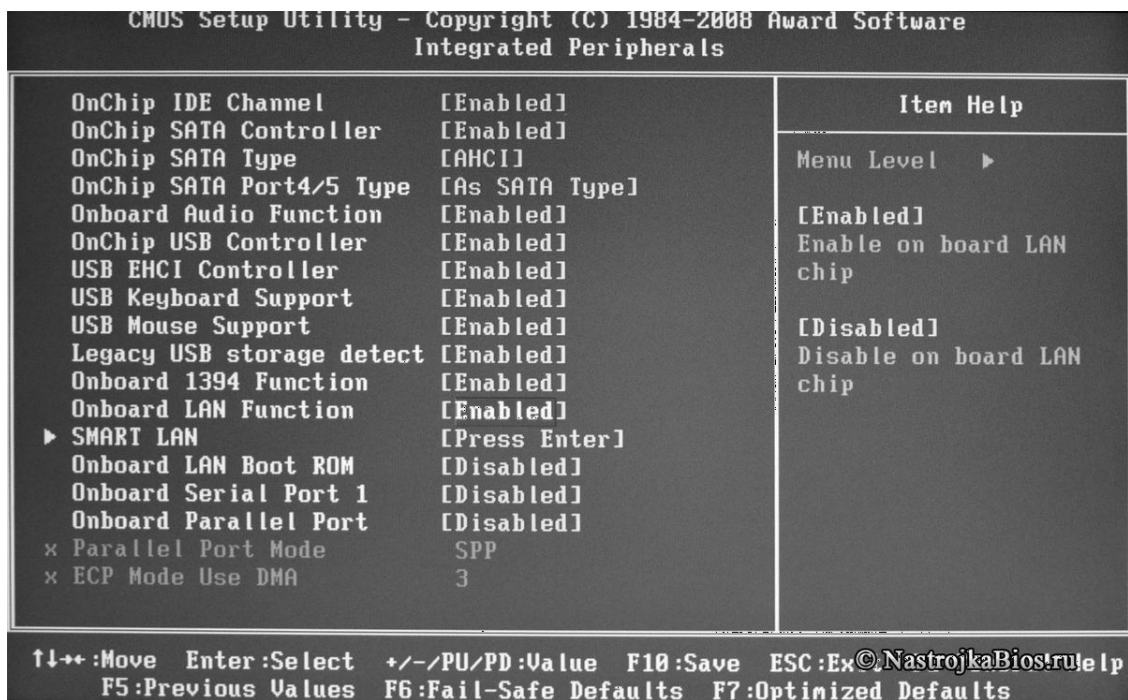 CMOS Setup Utility - Copyright (C) 1984-2008 Award Software
Integrated Peripherals
OnChip IDE Channel [Enabled]
OnChip SATA Controller [Enabled]
OnChip SATA Type [AHCI]
OnChip SATA Port4/5 Type [As SATA Type]
Onboard Audio Function [Enabled]
OnChip USB Controller [Enabled]
USB EHCI Controller [Enabled]
USB Keyboard Support [Enabled]
USB Mouse Support [Enabled]
Legacy USB storage detect [Enabled]
Onboard 1394 Function [Enabled]
Onboard LAN Function [Enabled]
▶ SMART LAN [Press Enter]
Onboard LAN Boot ROM [Disabled]
Onboard Serial Port 1 [Disabled]
Onboard Parallel Port [Disabled]
x Parallel Port Mode SPP
x ECP Mode Use DMA 3
Item Help
Menu Level ▶
[Enabled]
Enable on board LAN
chip
[Disabled]
Disable on board LAN
chip
↑↓→←:Move Enter:Select +/-/PU/PD:Value F10:Save ESC:Ex
© NastrojkaBios.ru
F5:Previous Values F6:Fail-Safe Defaults F7:Optimized Defaults